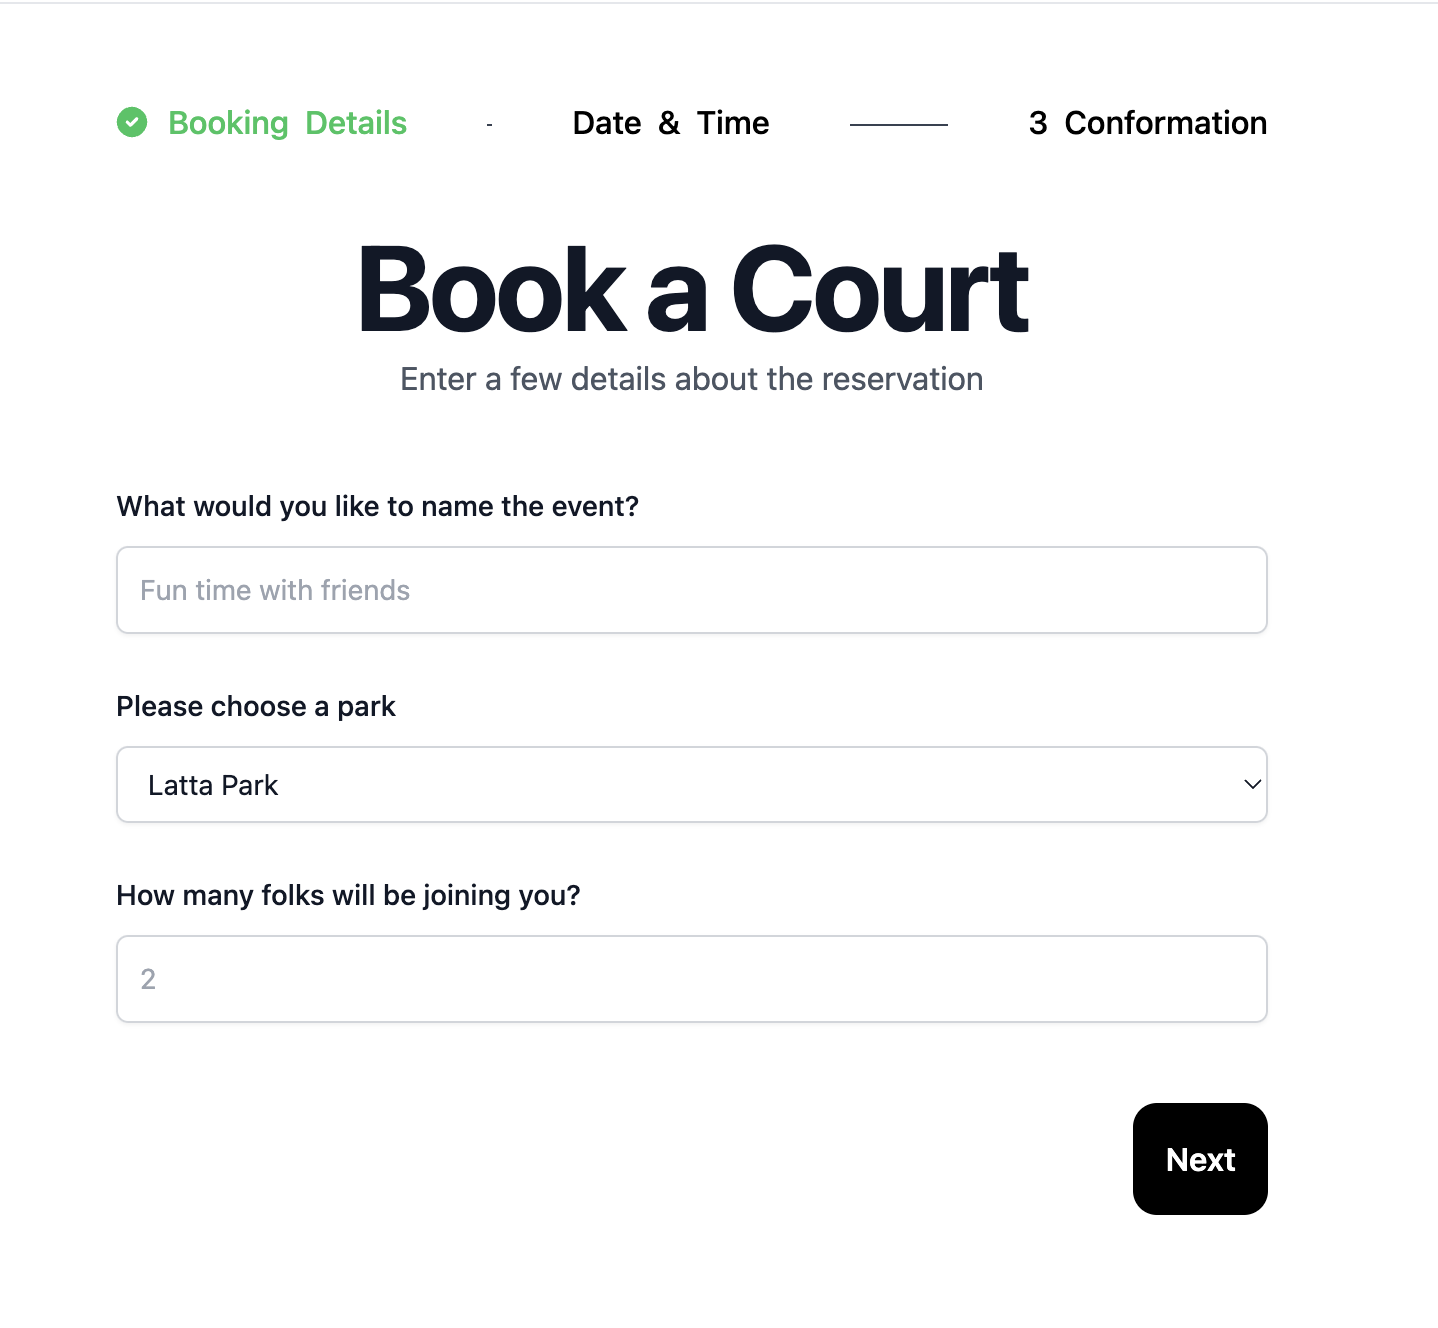 Booking Details - Date & Time 3 Conformation
Book a Court
Enter a few details about the reservation
What would you like to name the event?
Fun time with friends
Please choose a park
Latta Park
How many folks will be joining you?
2
Next